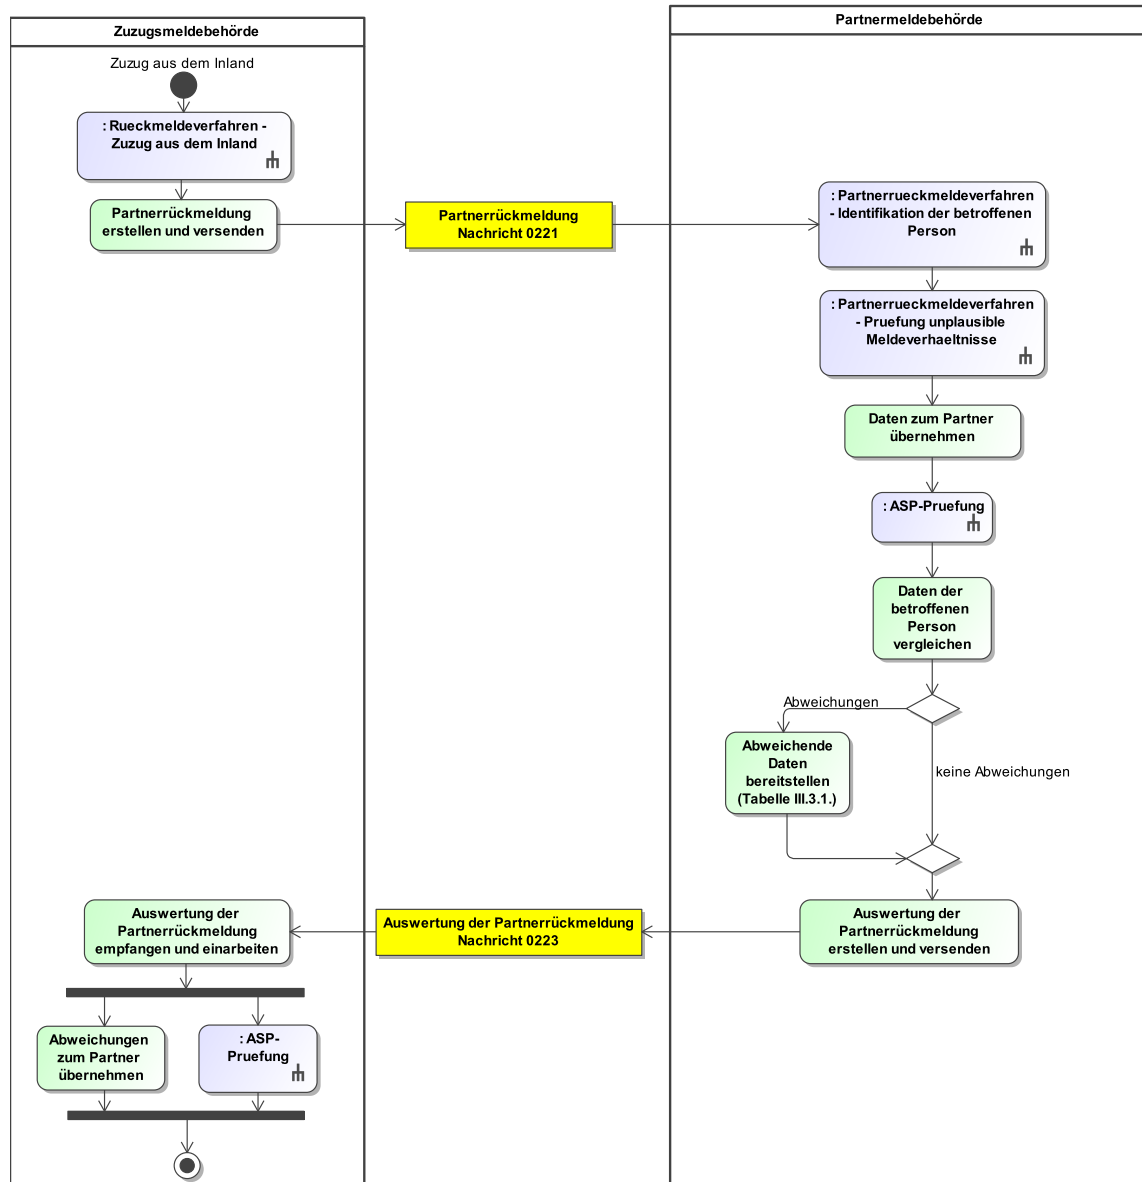 Zuzugsmeldebehörde
Partnermeldebehörde
Zuzug aus dem Inland
: Rueckmeldeverfahren -
Zuzug aus dem Inland
Partnerrückmeldung
erstellen und versenden
Partnerrückmeldung
Nachricht 0221
: Partnerrueckmeldeverfahren
- Identifikation der betroffenen
Person
: Partnerrueckmeldeverfahren
- Pruefung unplausible
Meldeverhaeltnisse
Daten zum Partner
übernehmen
: ASP-Pruefung
Daten der
betroffenen
Person
vergleichen
Abweichungen
Abweichende
Daten
bereitstellen
(Tabelle III.3.1.)
keine Abweichungen
Auswertung der
Partnerrückmeldung
erstellen und versenden
Auswertung der Partnerrückmeldung
Nachricht 0223
Auswertung der
Partnerrückmeldung
empfangen und einarbeiten
Abweichungen
zum Partner
übernehmen
: ASP-
Pruefung